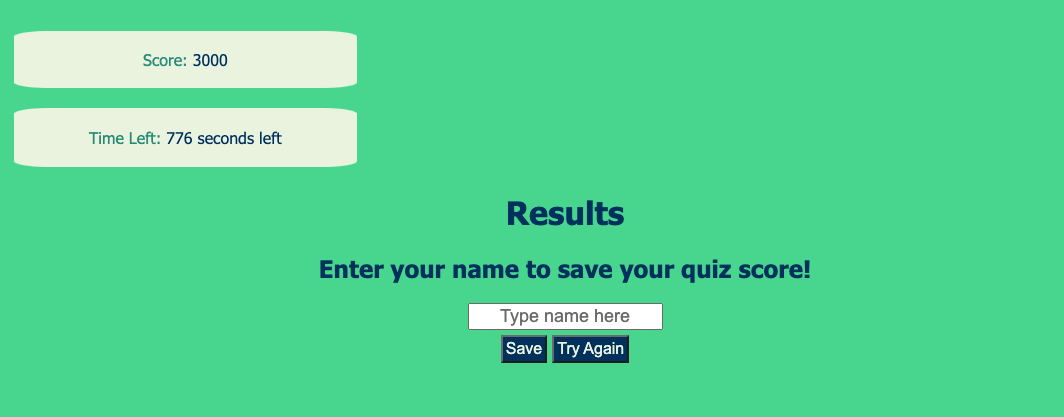 Score: 3000
Time Left: 776 seconds left
Results
Enter your name to save your quiz score!
Type name here
Save Try Again